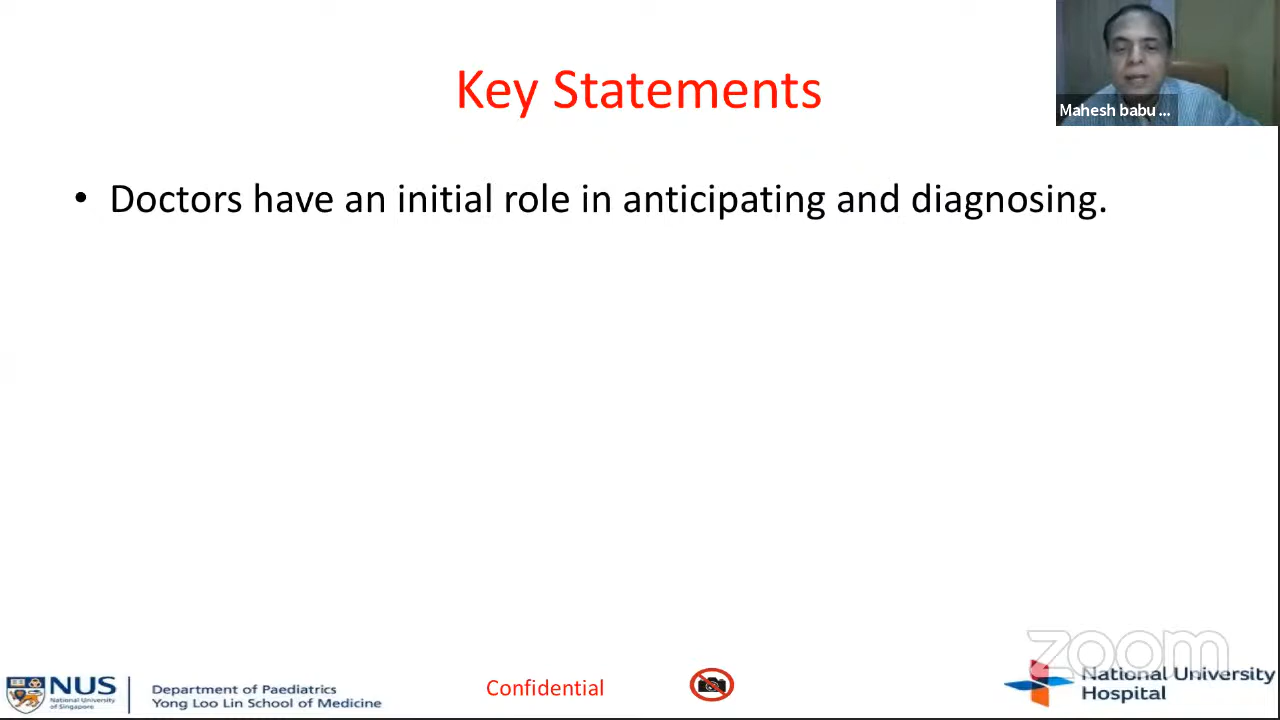 Key Statements
Mahesh babu ...
• Doctors have an initial role in anticipating and diagnosing.
zoom
NUS
National University
of Singapore
Department of Paediatrics
Yong Loo Lin School of Medicine
Confidential
National University
Hospital